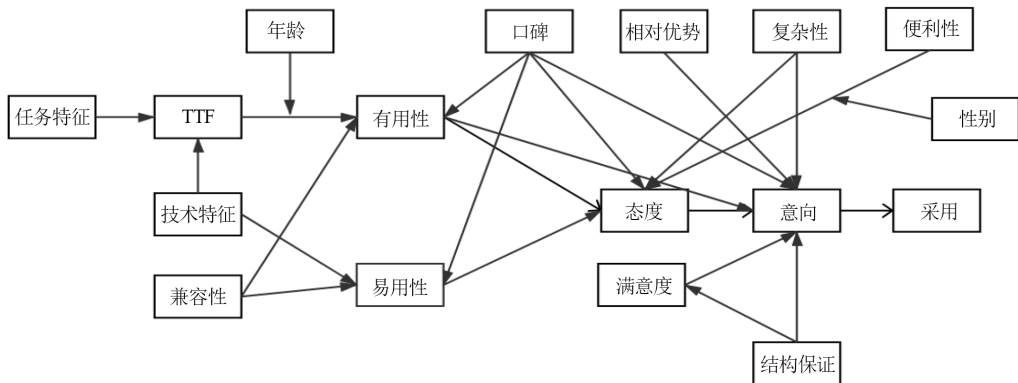 年龄
口碑
相对优势
复杂性
便利性
任务特征
TTF
有用性
性别
技术特征
态度
意向
采用
兼容性
易用性
满意度
结构保证